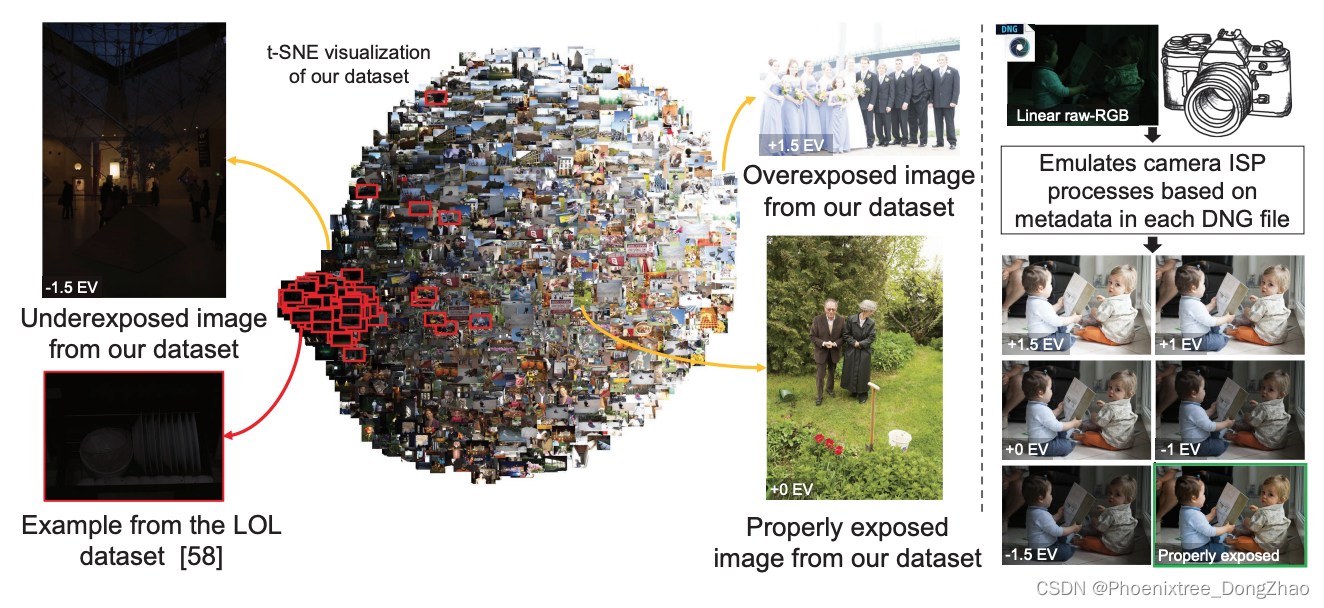 t-SNE visualization
of our dataset
-1.5 EV
Underexposed image
from our dataset
Example from the LOL
dataset [58]
+1.5 EV
Overexposed image
from our dataset
+0 EV
Properly exposed
image from our dataset
DNG
Linear raw-RGB
Emulates camera ISP
processes based on
metadata in each DNG file
+1.5 EV
+1 EV
+0 EV
-1 EV
-1.5 EV
Properly exposed
CSDN @Phoenixtree_DongZhao